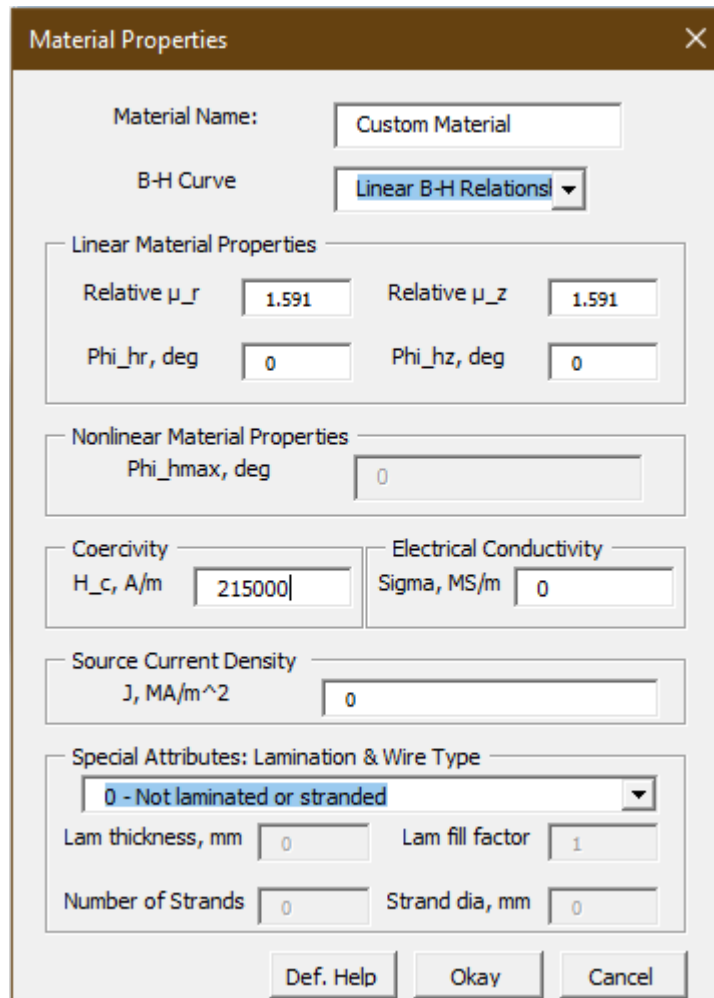 Material Properties
Material Name: Custom Material
B-H Curve Linear B-H Relationsl
Linear Material Properties
Relative μ_r 1.591 Relative μ_z 1.591
Phi_hr, deg 0 Phi_hz, deg 0
Nonlinear Material Properties
Phi_hmax, deg 0
Coercivity Electrical Conductivity
H_c, A/m 215000 Sigma, MS/m 0
Source Current Density
J, MA/m^2 0
Special Attributes: Lamination & Wire Type
0 - Not laminated or stranded
Lam thickness, mm 0 Lam fill factor 1
Number of Strands 0 Strand dia, mm 0
Def. Help Okay Cancel